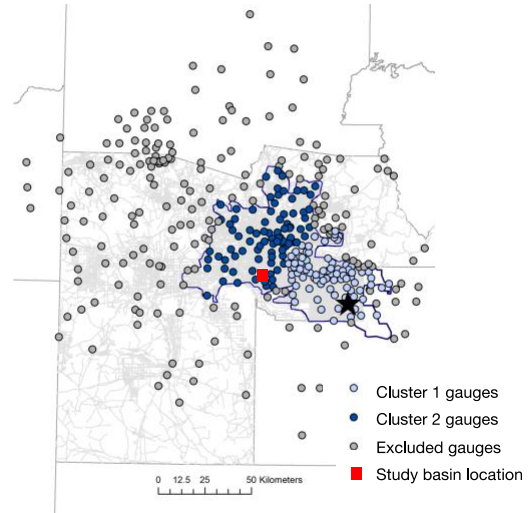 Cluster 1 gauges
Cluster 2 gauges
Excluded gauges
Study basin location
0 12.5 25 50 Kilometers